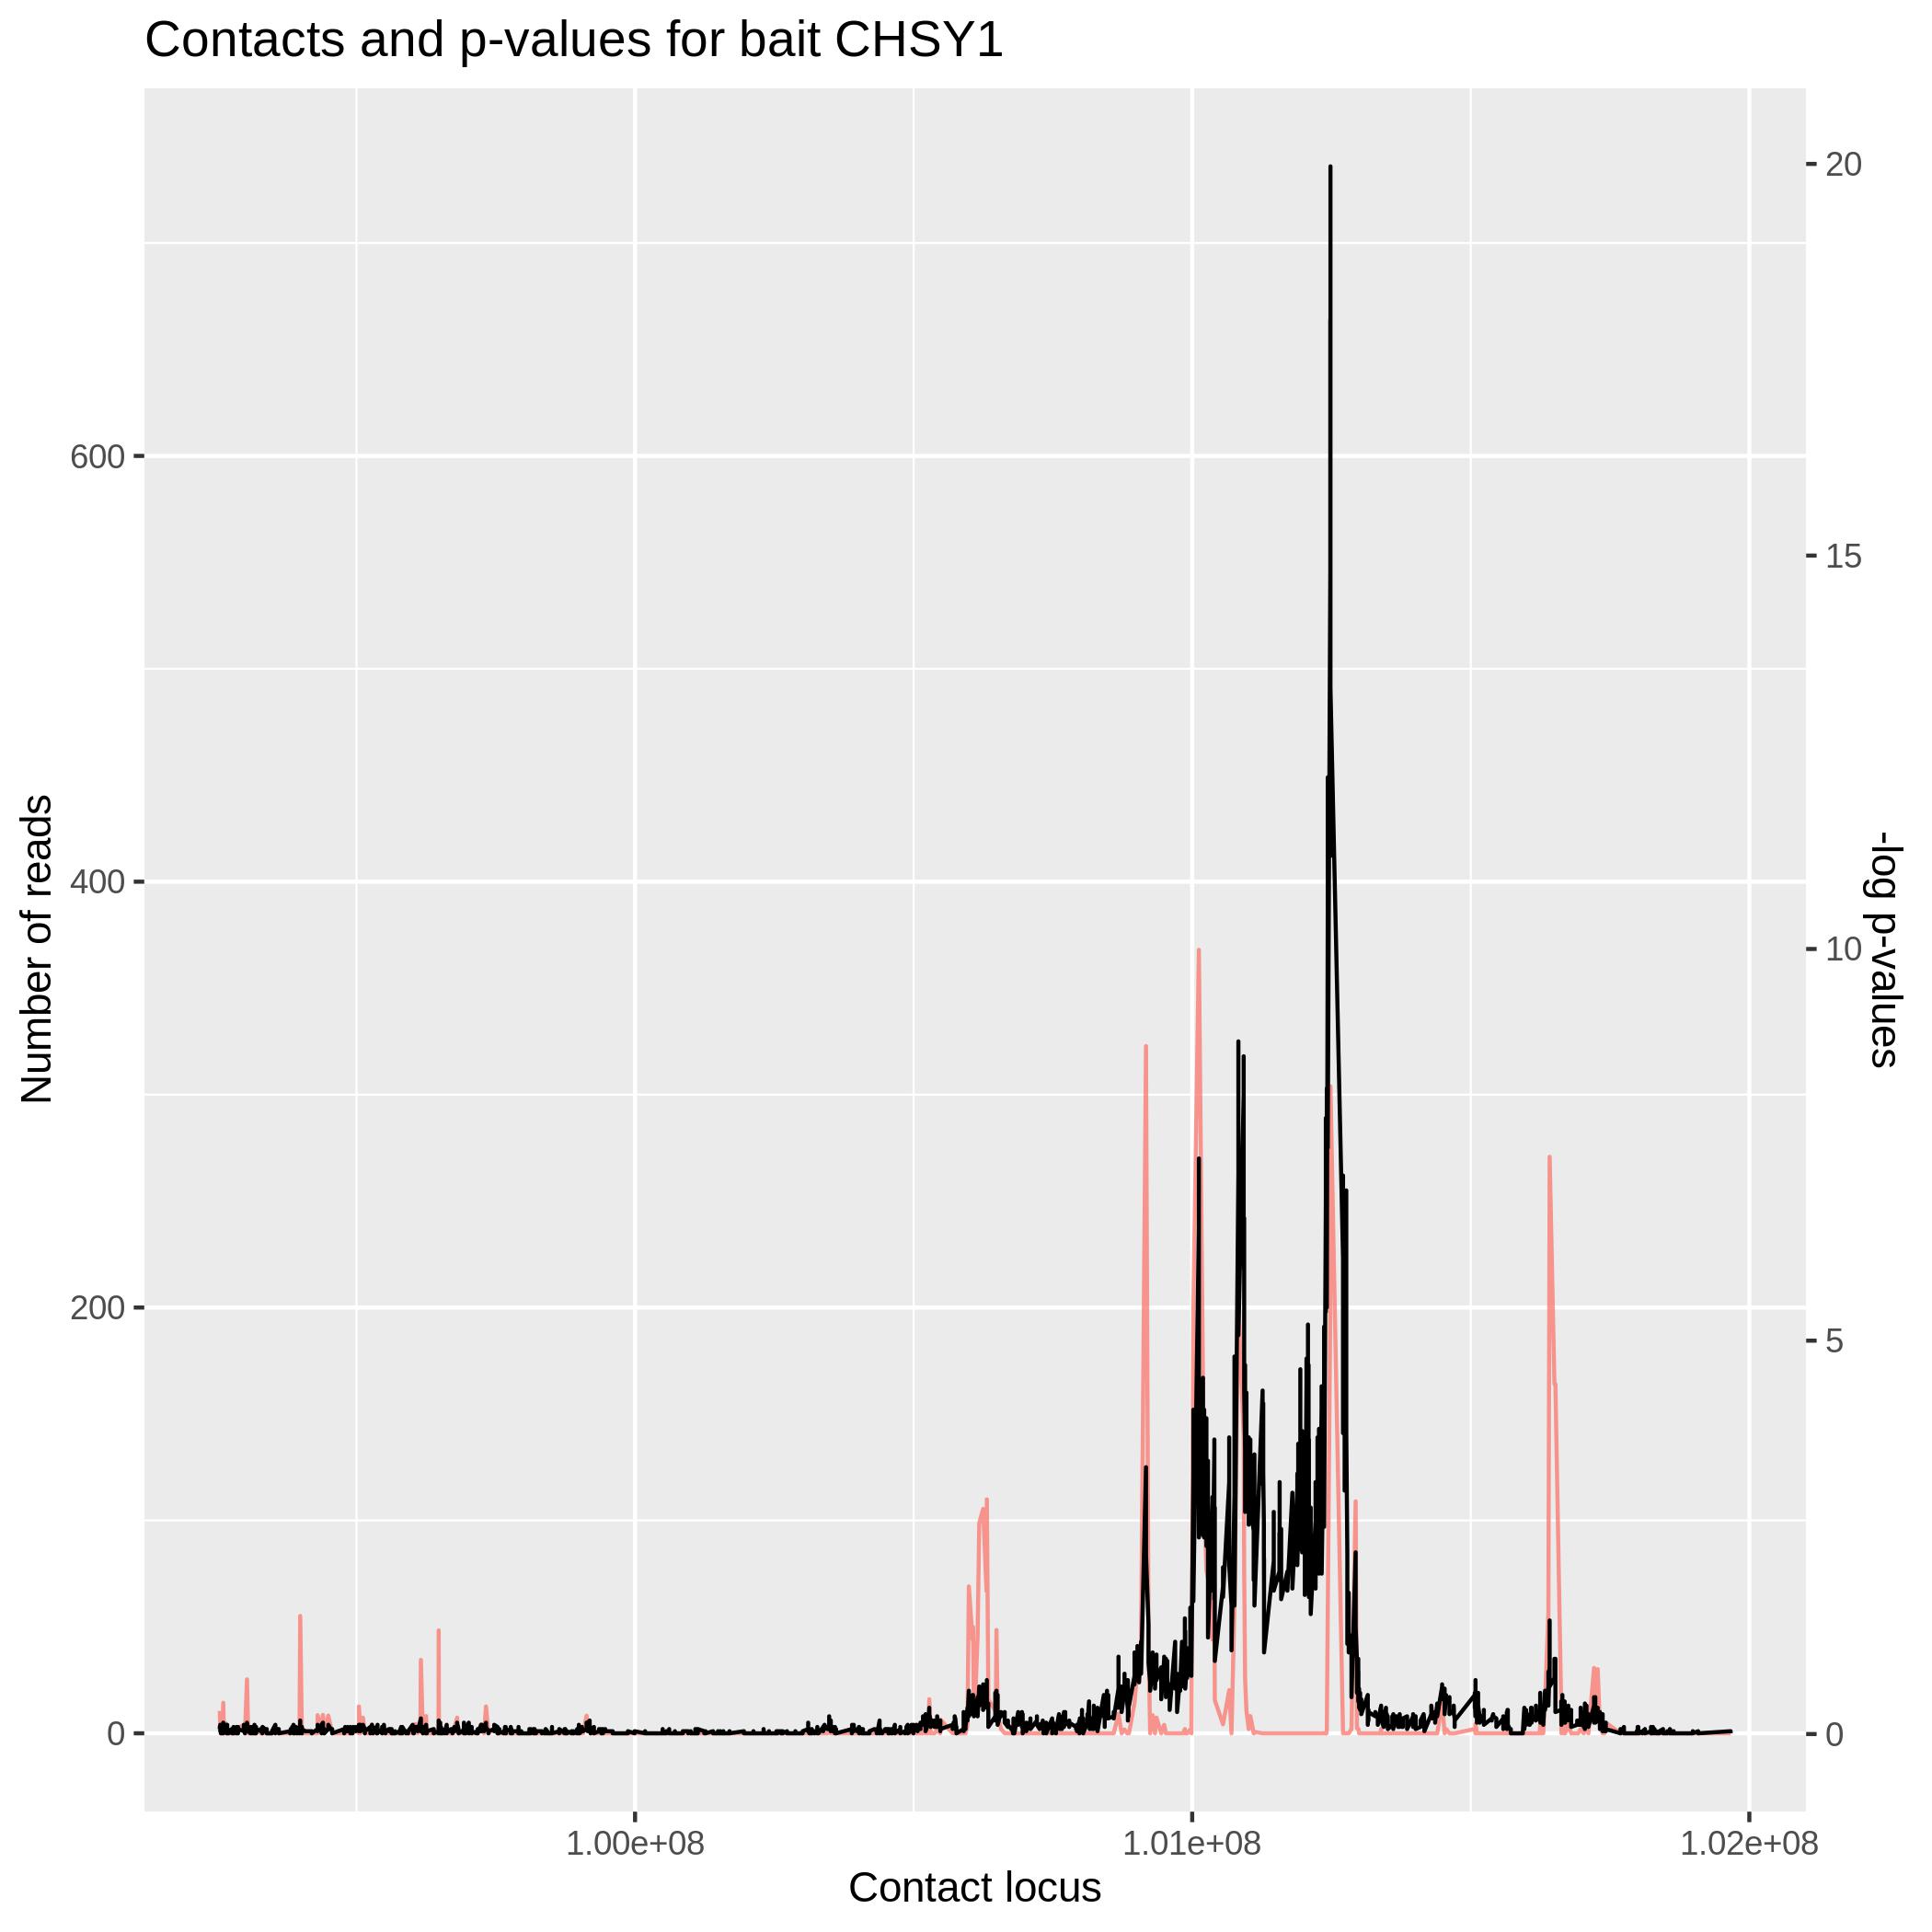 Contacts and p-values for bait CHSY1
Number of reads
600
400
200
0
20
15
10
5
0
-log p-values
1.00e+08
1.01e+08
1.02e+08
Contact locus